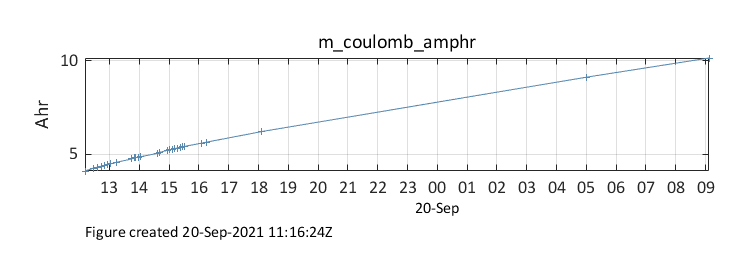 m_coulomb_amphr
10
Ahr
5
13 14 15 16 17 18 19 20 21 22 23 00 01 02 03 04 05 06 07 08 09
20-Sep
Figure created 20-Sep-2021 11:16:24Z